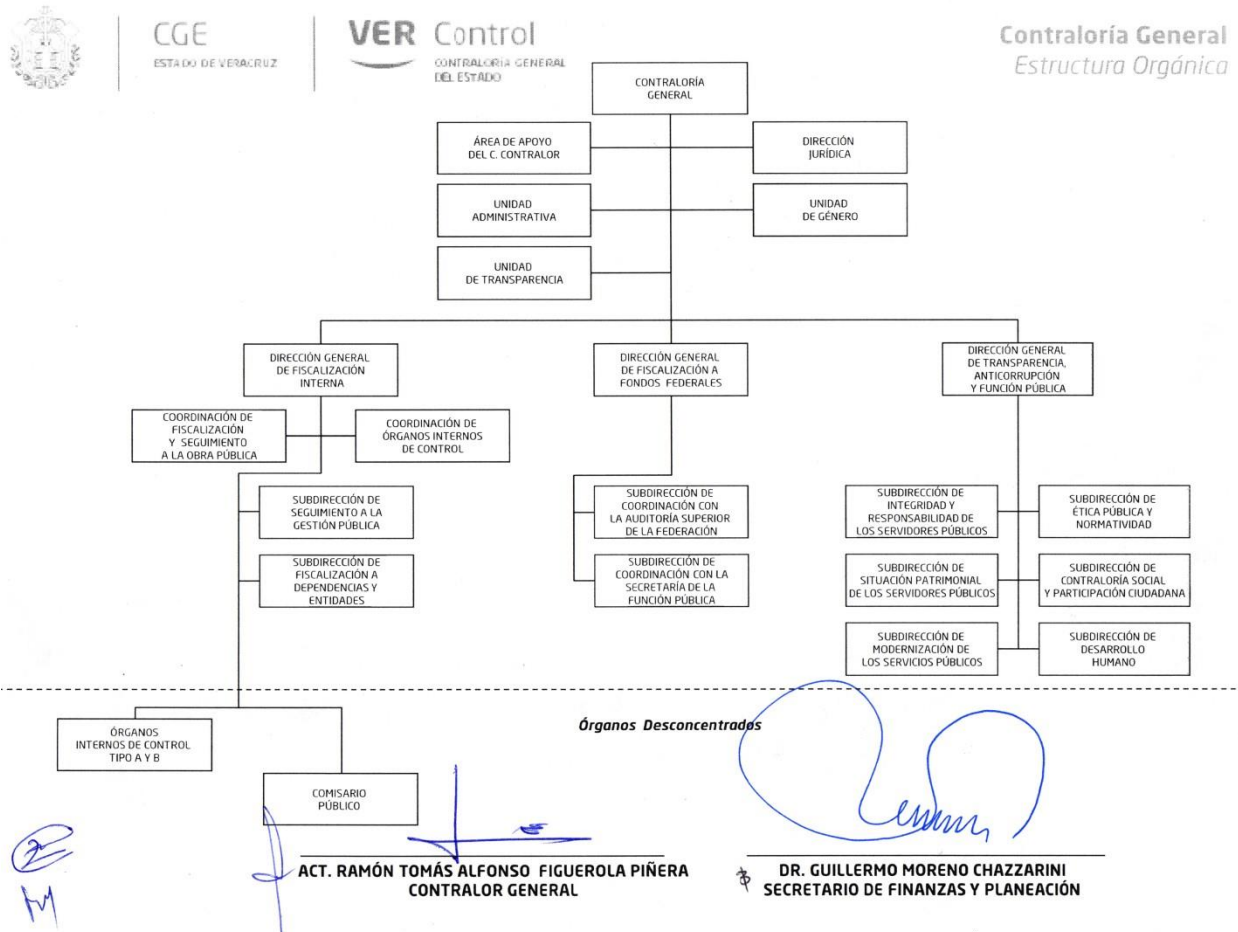 CGE
ESTADO DE VERACRUZ
VER Control
CONTRALORÍA GENERAL
DEL ESTADO
Contraloría General
Estructura Orgánica
CONTRALORÍA
GENERAL
ÁREA DE APOYO
DEL C. CONTRALOR
DIRECCIÓN
JURÍDICA
UNIDAD
ADMINISTRATIVA
UNIDAD
DE GÉNERO
UNIDAD
DE TRANSPARENCIA
DIRECCIÓN GENERAL
DE FISCALIZACIÓN
INTERNA
DIRECCIÓN GENERAL
DE FISCALIZACIÓN A
FONDOS FEDERALES
DIRECCIÓN GENERAL
DE TRANSPARENCIA,
ANTICORRUPCIÓN
Y FUNCIÓN PÚBLICA
COORDINACIÓN DE
FISCALIZACIÓN
Y SEGUIMIENTO
A LA OBRA PÚBLICA
COORDINACIÓN DE
ÓRGANOS INTERNOS
DE CONTROL
SUBDIRECCIÓN DE
SEGUIMIENTO A LA
GESTIÓN PÚBLICA
SUBDIRECCIÓN DE
COORDINACIÓN CON
LA AUDITORÍA SUPERIOR
DE LA FEDERACIÓN
SUBDIRECCIÓN DE
INTEGRIDAD Y
RESPONSABILIDAD DE
LOS SERVIDORES PÚBLICOS
SUBDIRECCIÓN DE
ÉTICA PÚBLICA Y
NORMATIVIDAD
SUBDIRECCIÓN DE
FISCALIZACIÓN A
DEPENDENCIAS Y
ENTIDADES
SUBDIRECCIÓN DE
COORDINACIÓN CON LA
SECRETARÍA DE LA
FUNCIÓN PÚBLICA
SUBDIRECCIÓN DE
SITUACIÓN PATRIMONIAL
DE LOS SERVIDORES PÚBLICOS
SUBDIRECCIÓN DE
CONTRALORÍA SOCIAL
Y PARTICIPACIÓN CIUDADANA
SUBDIRECCIÓN DE
MODERNIZACIÓN DE
LOS SERVICIOS PÚBLICOS
SUBDIRECCIÓN DE
DESARROLLO
HUMANO
Órganos Desconcentrados
ÓRGANOS
INTERNOS DE CONTROL
TIPO A Y B
COMISARIO
PÚBLICO
ACT. RAMÓN TOMÁS ALFONSO FIGUEROLA PIÑERA
CONTRALOR GENERAL
DR. GUILLERMO MORENO CHAZZARINI
SECRETARIO DE FINANZAS Y PLANEACIÓN